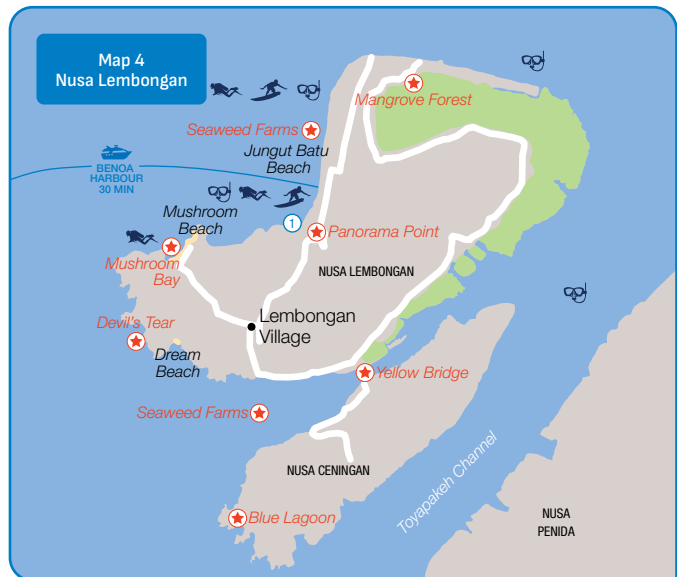 Map 4
Nusa Lembongan
Mangrove Forest
Seaweed Farms
Jungut Batu
Beach
BENOA
HARBOUR
30 MIN
Mushroom
Beach
1
Panorama Point
Mushroom
Bay
NUSA LEMBONGAN
Lembongan
Village
Devil's Tear
Dream
Beach
Yellow Bridge
Seaweed Farms
Toyapakeh Channel
NUSA CENINGAN
Blue Lagoon
NUSA
PENIDA